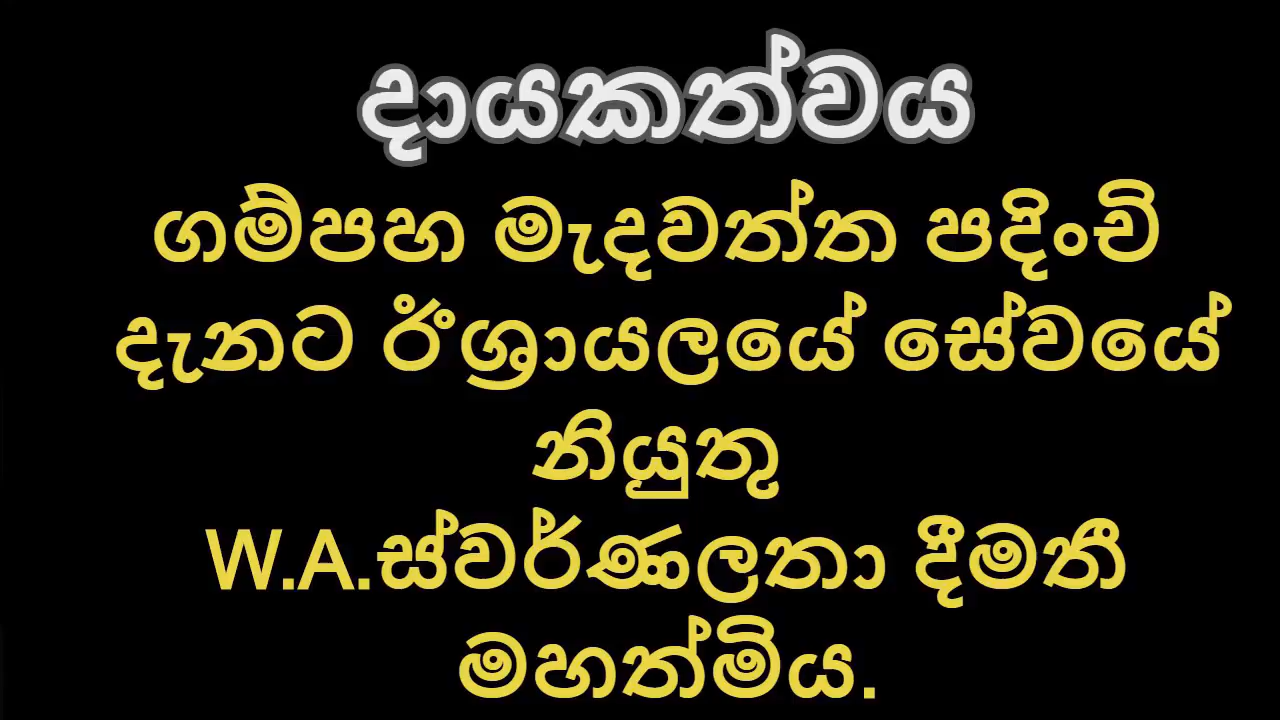 දායකත්වය
ගම්පහ මැදවත්ත පදිංචි
දැනට ඊශ්‍රායලයේ සේවයේ
නියුතු
W.A.ස්වර්ණලතා දීමතී
මහත්මිය.